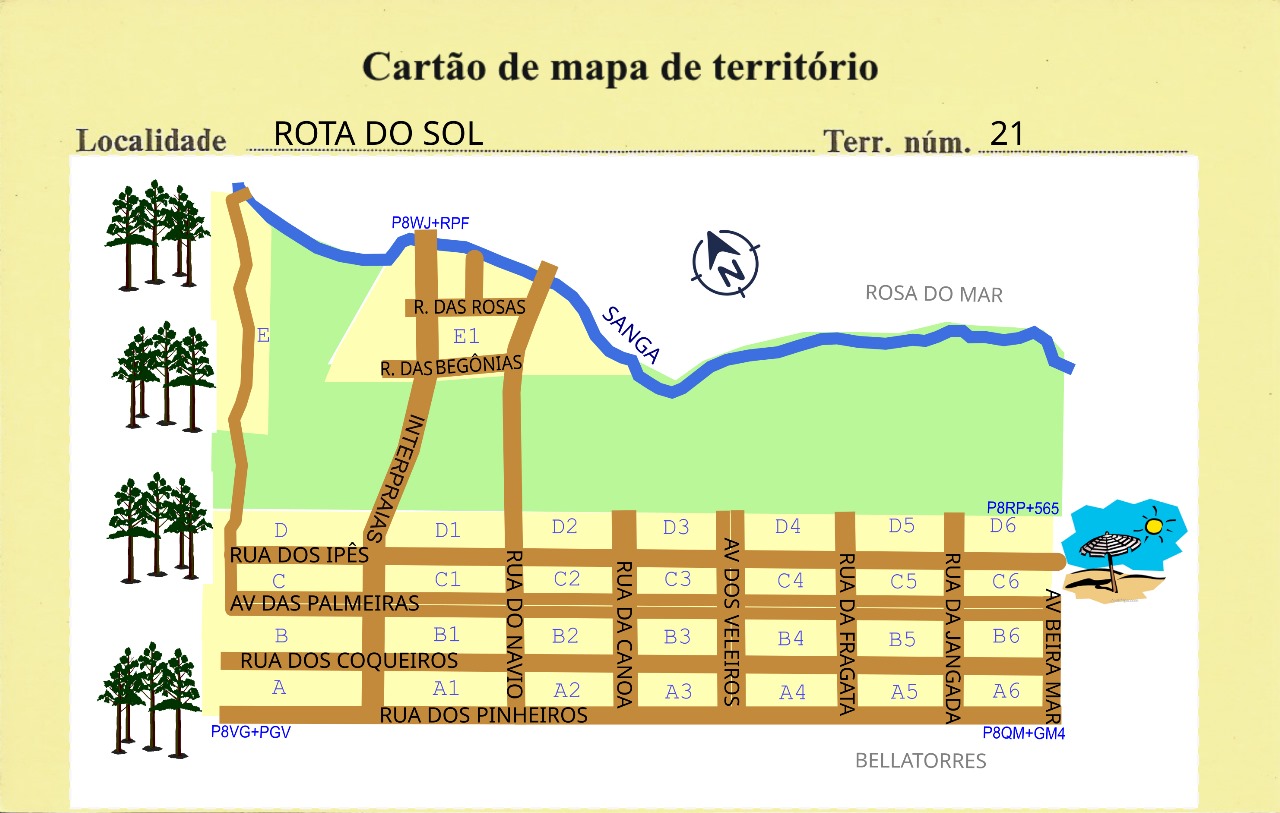 Cartão de mapa de território
Localidade ROTA DO SOL Terr. núm. 21
P8WJ+RPF
N
ROSA DO MAR
R. DAS ROSAS
SANGA
E
E1
R. DAS BEGÔNIAS
INTERPRAIAS
P8RP+565
D D1 D2 D3 D4 D5 D6
RUA DOS IPÊS
C C1 C2 C3 C4 C5 C6
AV DAS PALMEIRAS
RUA DO NAVIO
RUA DA CANOA
AV DOS VELEIROS
RUA DA FRAGATA
RUA DA JANGADA
AV BEIRA MAR
B B1 B2 B3 B4 B5 B6
RUA DOS COQUEIROS
A A1 A2 A3 A4 A5 A6
RUA DOS PINHEIROS
P8VG+PGV
P8QM+GM4
BELLATORRES